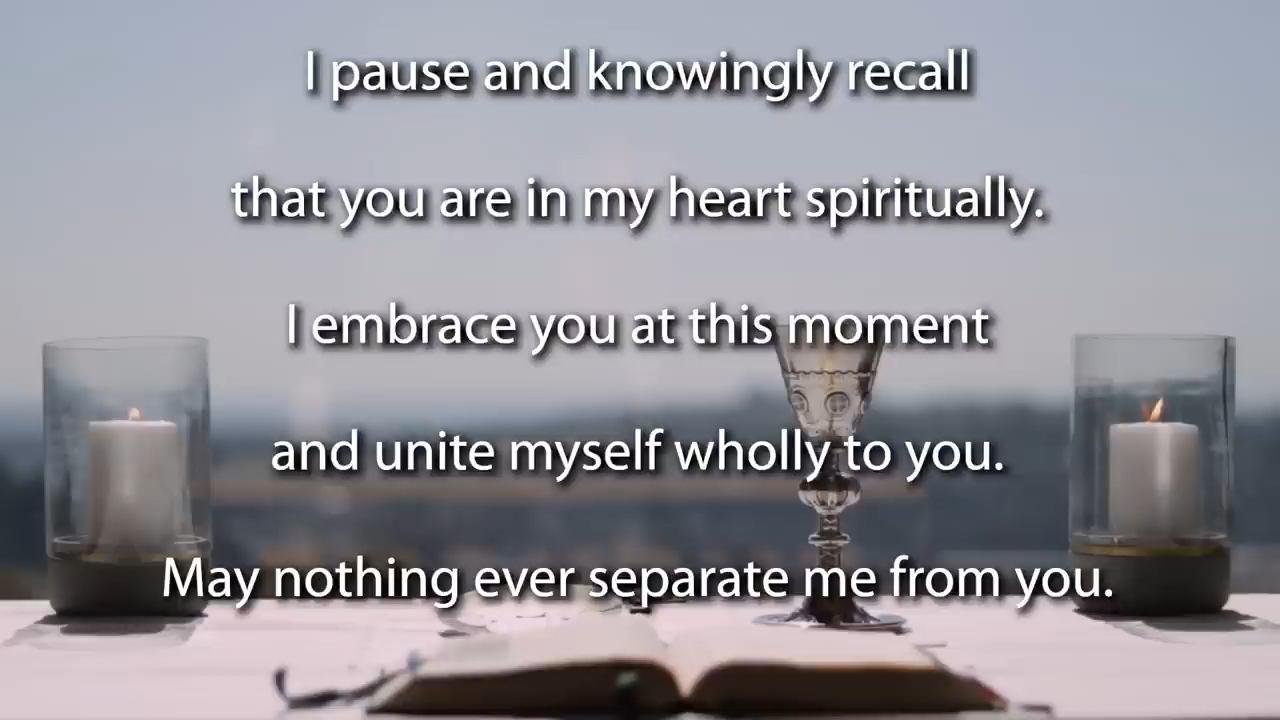 I pause and knowingly recall
that you are in my heart spiritually.
I embrace you at this moment
and unite myself wholly to you.
May nothing ever separate me from you.